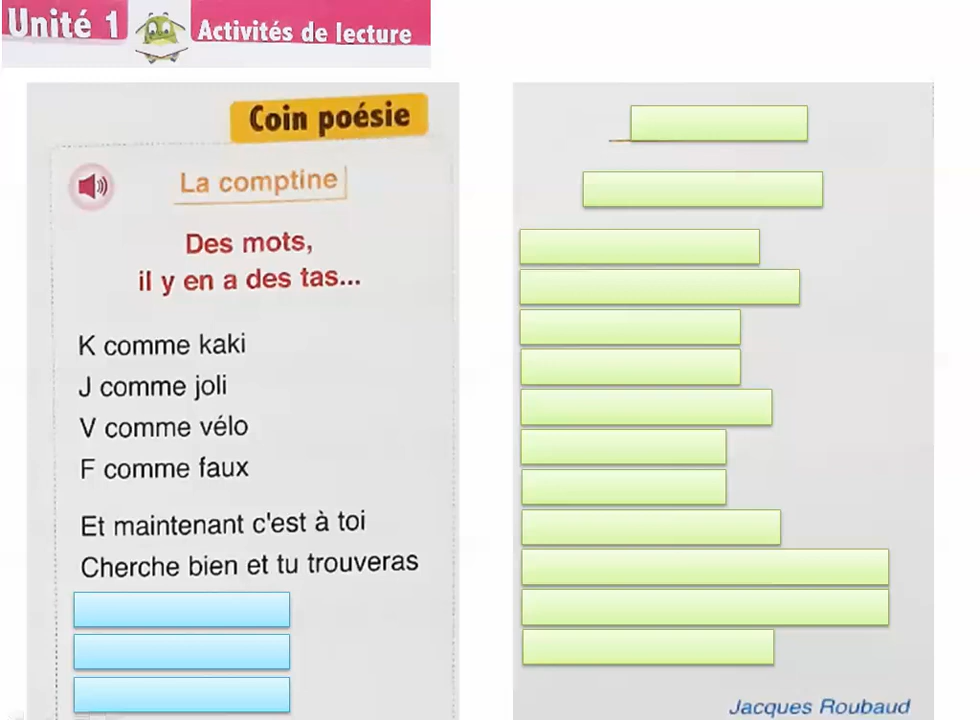 Unité 1
Activités de lecture
Coin poésie
La comptine
Des mots,
il y en a des tas...
K comme kaki
J comme joli
V comme vélo
F comme faux
Et maintenant c'est à toi
Cherche bien et tu trouveras
Jacques Roubaud